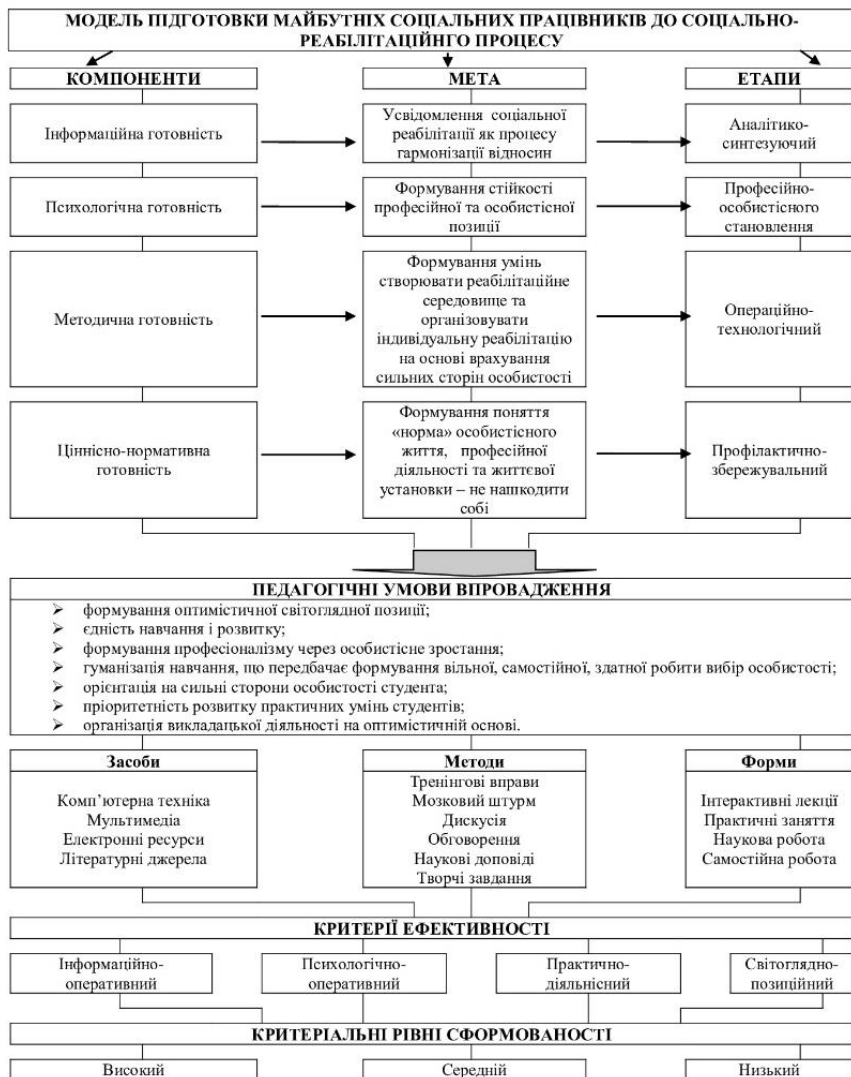 МОДЕЛЬ ПІДГОТОВКИ МАЙБУТНІХ СОЦІАЛЬНИХ ПРАЦІВНИКІВ ДО СОЦІАЛЬНО-
РЕАБІЛІТАЦІЙНГО ПРОЦЕСУ
КОМПОНЕНТИ
МЕТА
ЕТАПИ
Інформаційна готовність
Усвідомлення соціальної
реабілітації як процесу
гармонізації відносин
Аналітико-
синтезуючий
Психологічна готовність
Формування стійкості
професійної та особистісної
позиції
Професійно-
особистісного
становлення
Методична готовність
Формування умінь
створювати реабілітаційне
середовище та
організовувати
індивідуальну реабілітацію
на основі врахування
сильних сторін особистості
Операційно-
технологічний
Ціннісно-нормативна
готовність
Формування поняття
«норма» особистісного
життя, професійної
діяльності та життєвої
установки – не нашкодити
собі
Профілактично-
збережувальний
ПЕДАГОГІЧНІ УМОВИ ВПРОВАДЖЕННЯ
➢ формування оптимістичної світоглядної позиції;
➢ єдність навчання і розвитку;
➢ формування професіоналізму через особистісне зростання;
➢ гуманізація навчання, що передбачає формування вільної, самостійної, здатної робити вибір особистості;
➢ орієнтація на сильні сторони особистості студента;
➢ пріоритетність розвитку практичних умінь студентів;
➢ організація викладацької діяльності на оптимістичній основі.
Засоби
Комп’ютерна техніка
Мультимедіа
Електронні ресурси
Літературні джерела
Методи
Тренінгові вправи
Мозковий штурм
Дискусія
Обговорення
Наукові доповіді
Творчі завдання
Форми
Інтерактивні лекції
Практичні заняття
Наукова робота
Самостійна робота
КРИТЕРІЇ ЕФЕКТИВНОСТІ
Інформаційно-
оперативний
Психологічно-
оперативний
Практично-
діяльнісний
Світоглядно-
позиційний
КРИТЕРІАЛЬНІ РІВНІ СФОРМОВАНОСТІ
Високий
Середній
Низький